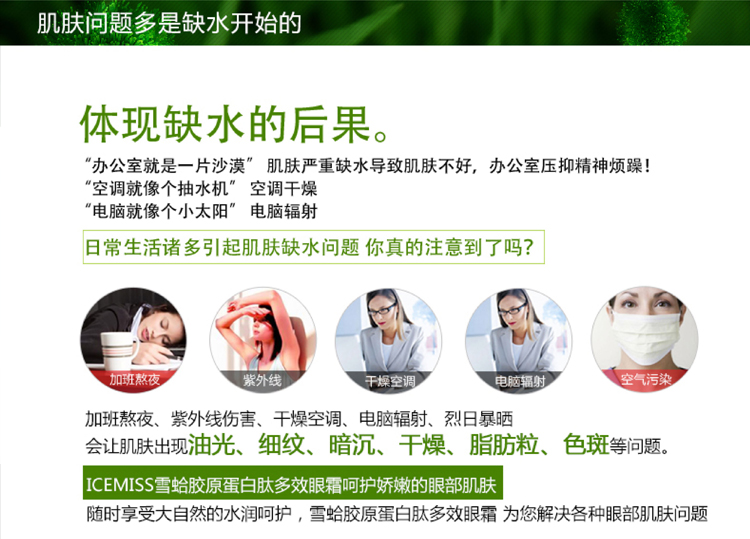 肌肤问题多是缺水开始的
体现缺水的后果。
“办公室就是一片沙漠” 肌肤严重缺水导致肌肤不好，办公室压抑精神烦躁！
“空调就像个抽水机” 空调干燥
“电脑就像个小太阳” 电脑辐射
日常生活诸多引起肌肤缺水问题 你真的注意到了吗？
加班熬夜 紫外线 干燥空调 电脑辐射 空气污染
加班熬夜、紫外线伤害、干燥空调、电脑辐射、烈日暴晒
会让肌肤出现油光、细纹、暗沉、干燥、脂肪粒、色斑等问题。
ICEMISS雪蛤胶原蛋白肽多效眼霜呵护娇嫩的眼部肌肤
随时享受大自然的水润呵护，雪蛤胶原蛋白肽多效眼霜 为您解决各种眼部肌肤问题